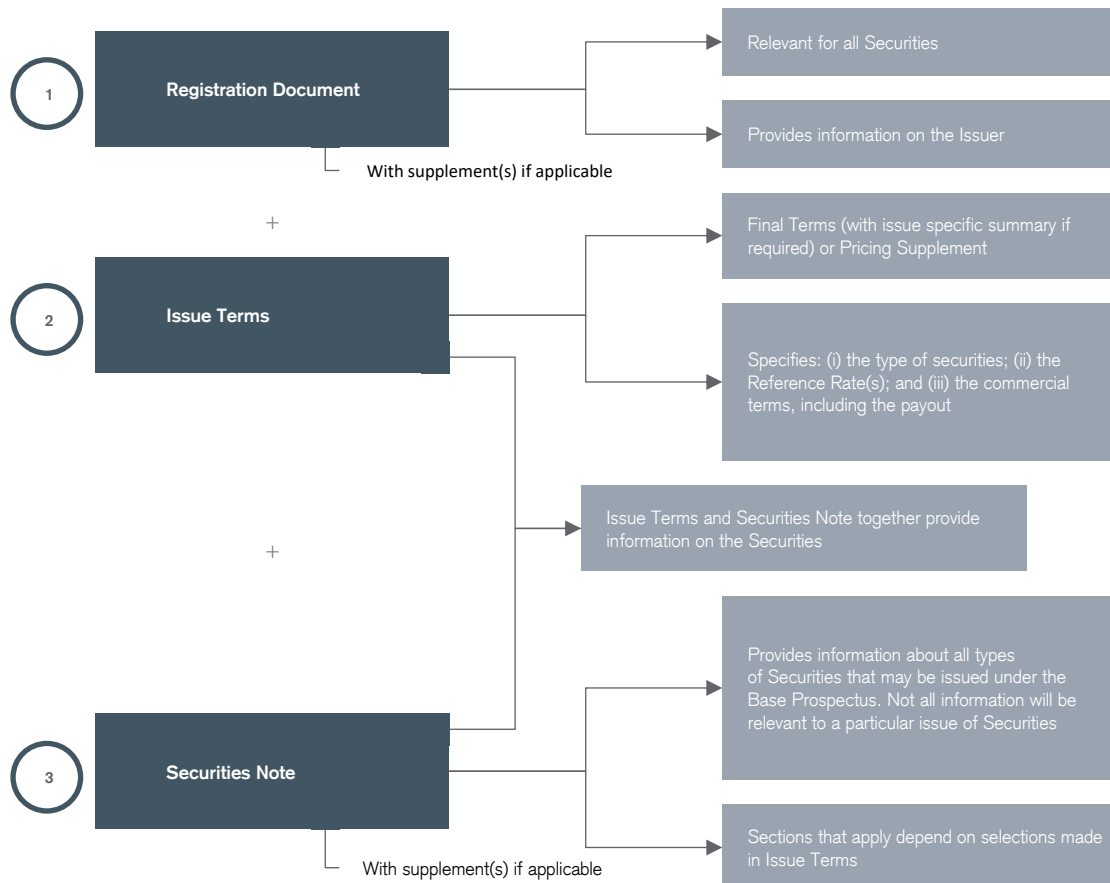 1
Registration Document
With supplement(s) if applicable
Relevant for all Securities
Provides information on the Issuer
+
2
Issue Terms
Final Terms (with issue specific summary if
required) or Pricing Supplement
Specifies: (i) the type of securities; (ii) the
Reference Rate(s); and (iii) the commercial
terms, including the payout
Issue Terms and Securities Note together provide
information on the Securities
+
3
Securities Note
With supplement(s) if applicable
Provides information about all types
of Securities that may be issued under the
Base Prospectus. Not all information will be
relevant to a particular issue of Securities
Sections that apply depend on selections made
in Issue Terms